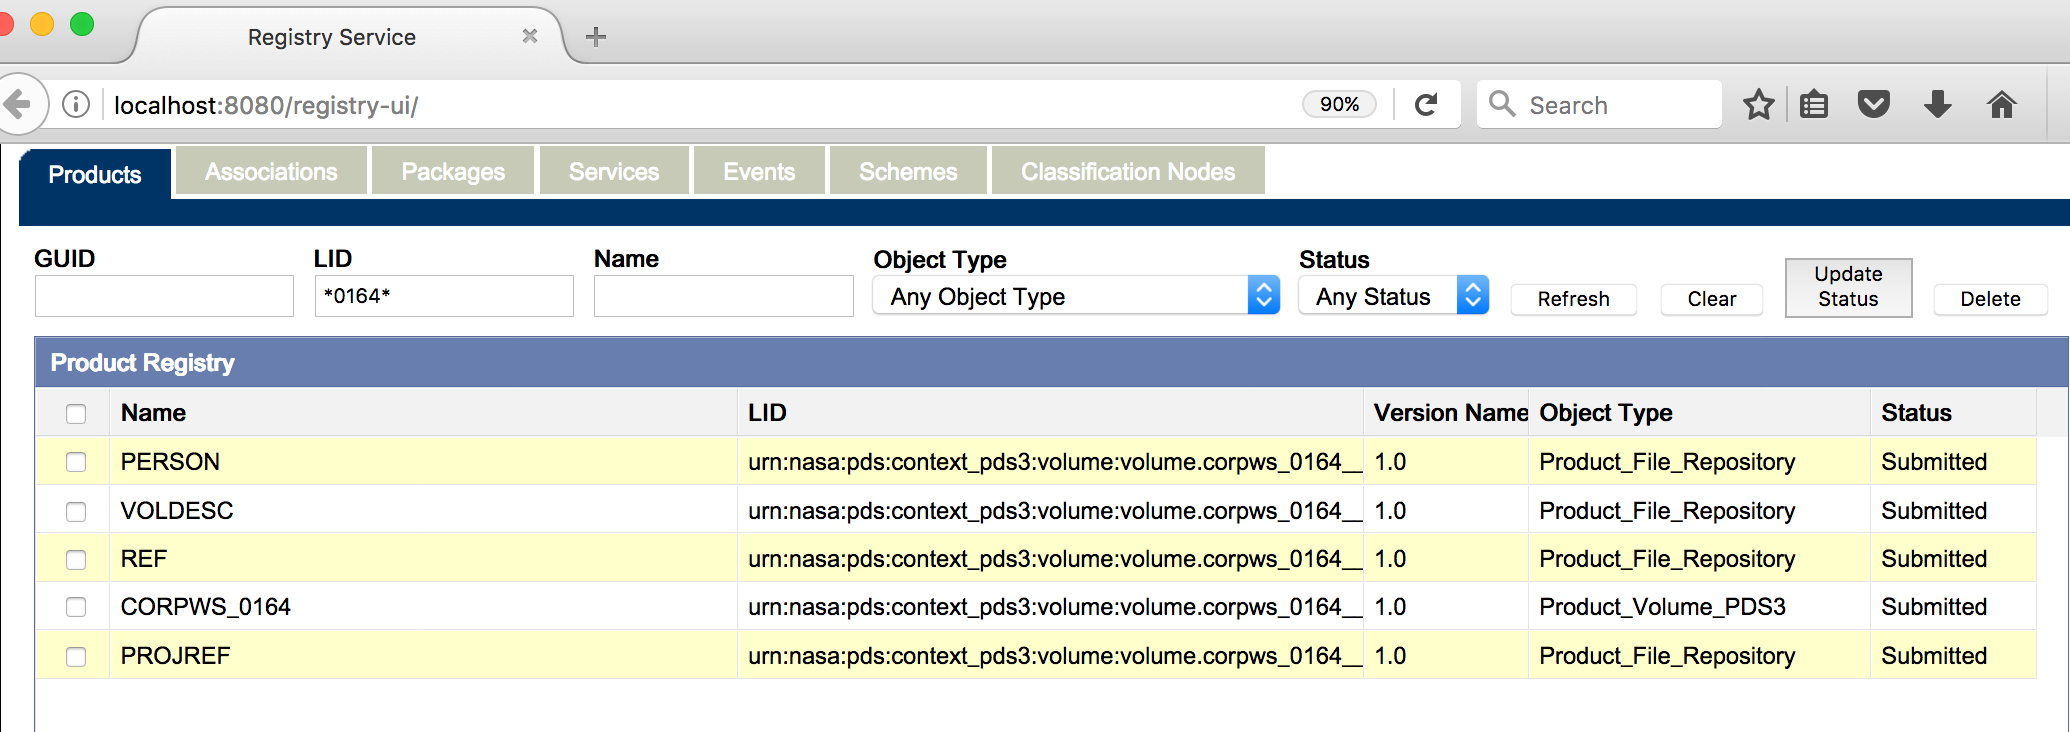 Registry Service
localhost:8080/registry-ui/
90%
Search
Products Associations Packages Services Events Schemes Classification Nodes
GUID LID Name Object Type Status
*0164* Any Object Type Any Status Refresh Clear Update Status Delete
Product Registry
Name LID Version Name Object Type Status
PERSON urn:nasa:pds:context_pds3:volume:volume.corpws_0164__ 1.0 Product_File_Repository Submitted
VOLDESC urn:nasa:pds:context_pds3:volume:volume.corpws_0164__ 1.0 Product_File_Repository Submitted
REF urn:nasa:pds:context_pds3:volume:volume.corpws_0164__ 1.0 Product_File_Repository Submitted
CORPWS_0164 urn:nasa:pds:context_pds3:volume:volume.corpws_0164__ 1.0 Product_Volume_PDS3 Submitted
PROJREF urn:nasa:pds:context_pds3:volume:volume.corpws_0164__ 1.0 Product_File_Repository Submitted